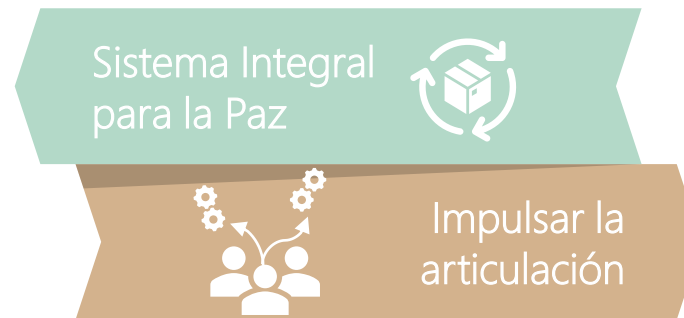 Sistema Integral
para la Paz
Impulsar la
articulación